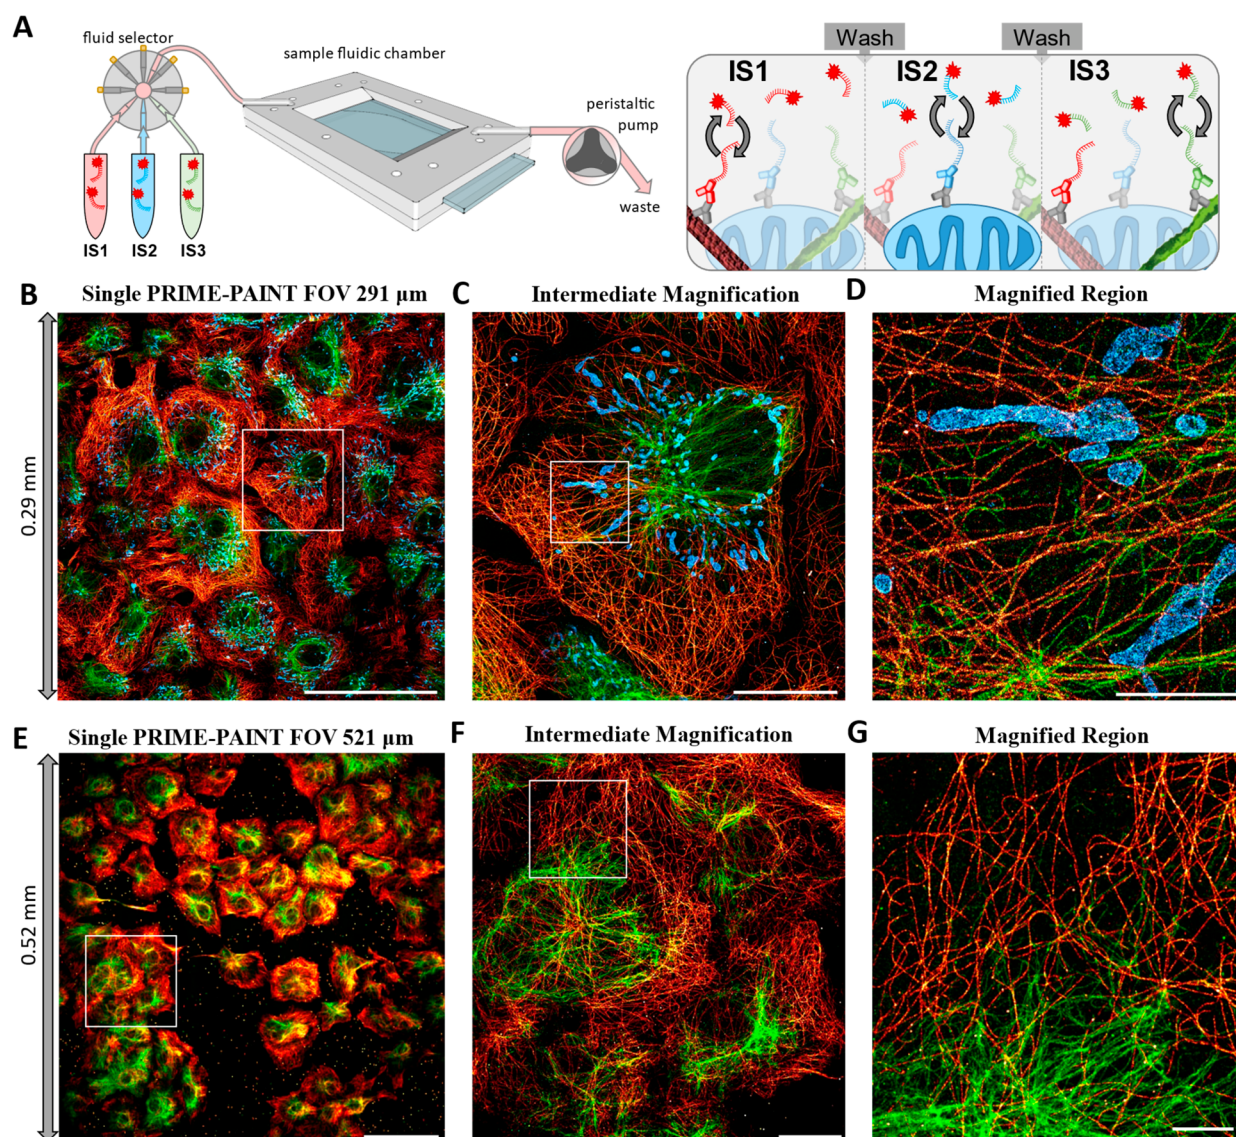 A
fluid selector
sample fluidic chamber
peristaltic
pump
waste
IS1
IS2
IS3
Wash
Wash
IS1
IS2
IS3
B
Single PRIME-PAINT FOV 291 µm
C
Intermediate Magnification
D
Magnified Region
0.29 mm
E
Single PRIME-PAINT FOV 521 µm
F
Intermediate Magnification
G
Magnified Region
0.52 mm